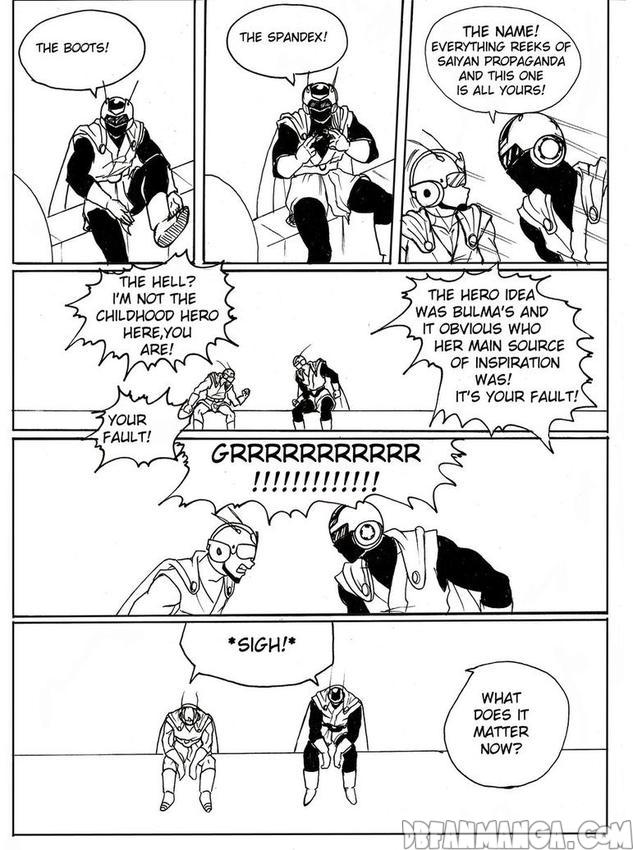 THE BOOTS!
THE SPANDEX!
THE NAME!
EVERYTHING REEKS OF
SAIYAN PROPAGANDA
AND THIS ONE
IS ALL YOURS!
THE HELL?
I'M NOT THE
CHILDHOOD HERO
HERE,YOU
ARE!
THE HERO IDEA
WAS BULMA'S AND
IT OBVIOUS WHO
HER MAIN SOURCE
OF INSPIRATION
WAS!
IT'S YOUR FAULT!
YOUR
FAULT!
GRRRRRRRRRRR
!!!!!!!!!!!!!
*SIGH!*
WHAT
DOES IT
MATTER
NOW?
DBFANMANGA.COM